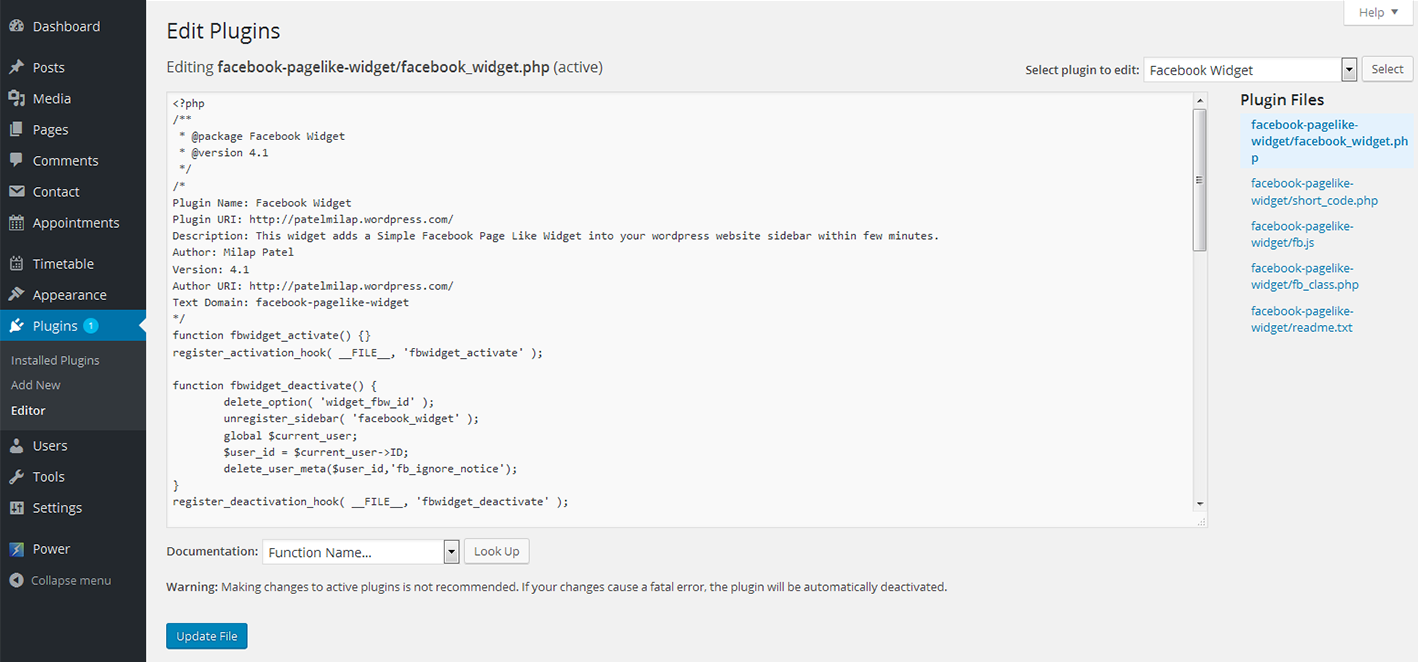 Dashboard
Posts
Media
Pages
Comments
Contact
Appointments
Timetable
Appearance
Plugins 1
Installed Plugins
Add New
Editor
Users
Tools
Settings
Power
Collapse menu
Help
Edit Plugins
Editing facebook-pagelike-widget/facebook_widget.php (active)
Select plugin to edit: Facebook Widget Select
<?php
/**
 * @package Facebook Widget
 * @version 4.1
 */
/*
Plugin Name: Facebook Widget
Plugin URI: http://patelmilap.wordpress.com/
Description: This widget adds a Simple Facebook Page Like Widget into your wordpress website sidebar within few minutes.
Author: Milap Patel
Version: 4.1
Author URI: http://patelmilap.wordpress.com/
Text Domain: facebook-pagelike-widget
*/
function fbwidget_activate() {}
register_activation_hook( __FILE__, 'fbwidget_activate' );
function fbwidget_deactivate() {
        delete_option( 'widget_fbw_id' );
        unregister_sidebar( 'facebook_widget' );
        global $current_user;
        $user_id = $current_user->ID;
        delete_user_meta($user_id,'fb_ignore_notice');
}
register_deactivation_hook( __FILE__, 'fbwidget_deactivate' );
Plugin Files
facebook-pagelike-
widget/facebook_widget.ph
p
facebook-pagelike-
widget/short_code.php
facebook-pagelike-
widget/fb.js
facebook-pagelike-
widget/fb_class.php
facebook-pagelike-
widget/readme.txt
Documentation: Function Name... Look Up
Warning: Making changes to active plugins is not recommended. If your changes cause a fatal error, the plugin will be automatically deactivated.
Update File